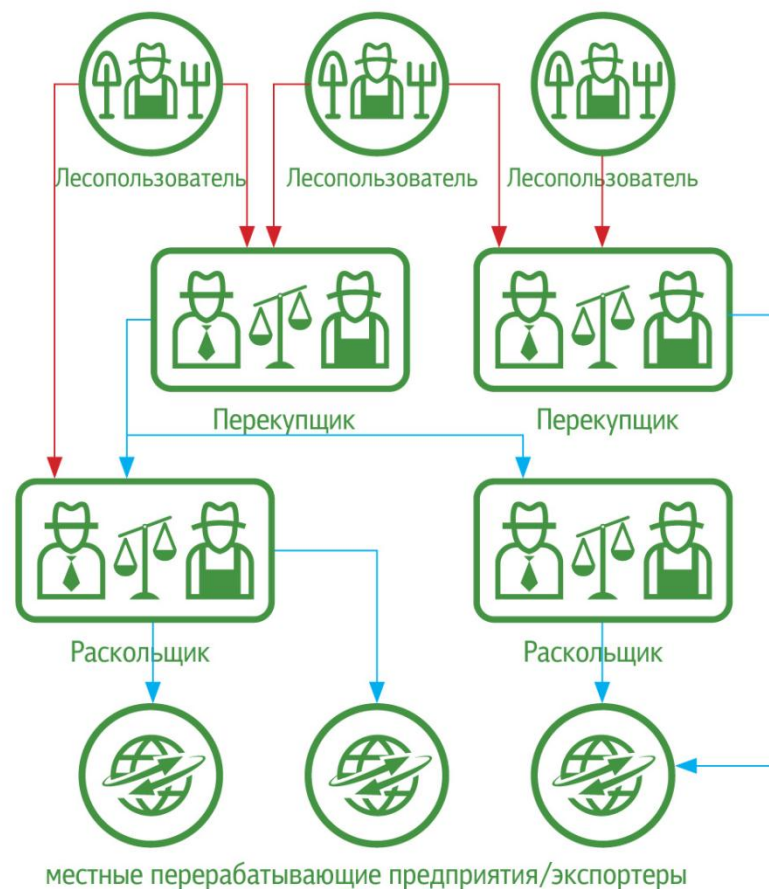 Лесопользователь Лесопользователь Лесопользователь
Перекупщик Перекупщик
Раскольщик Раскольщик
местные перерабатывающие предприятия/экспортеры